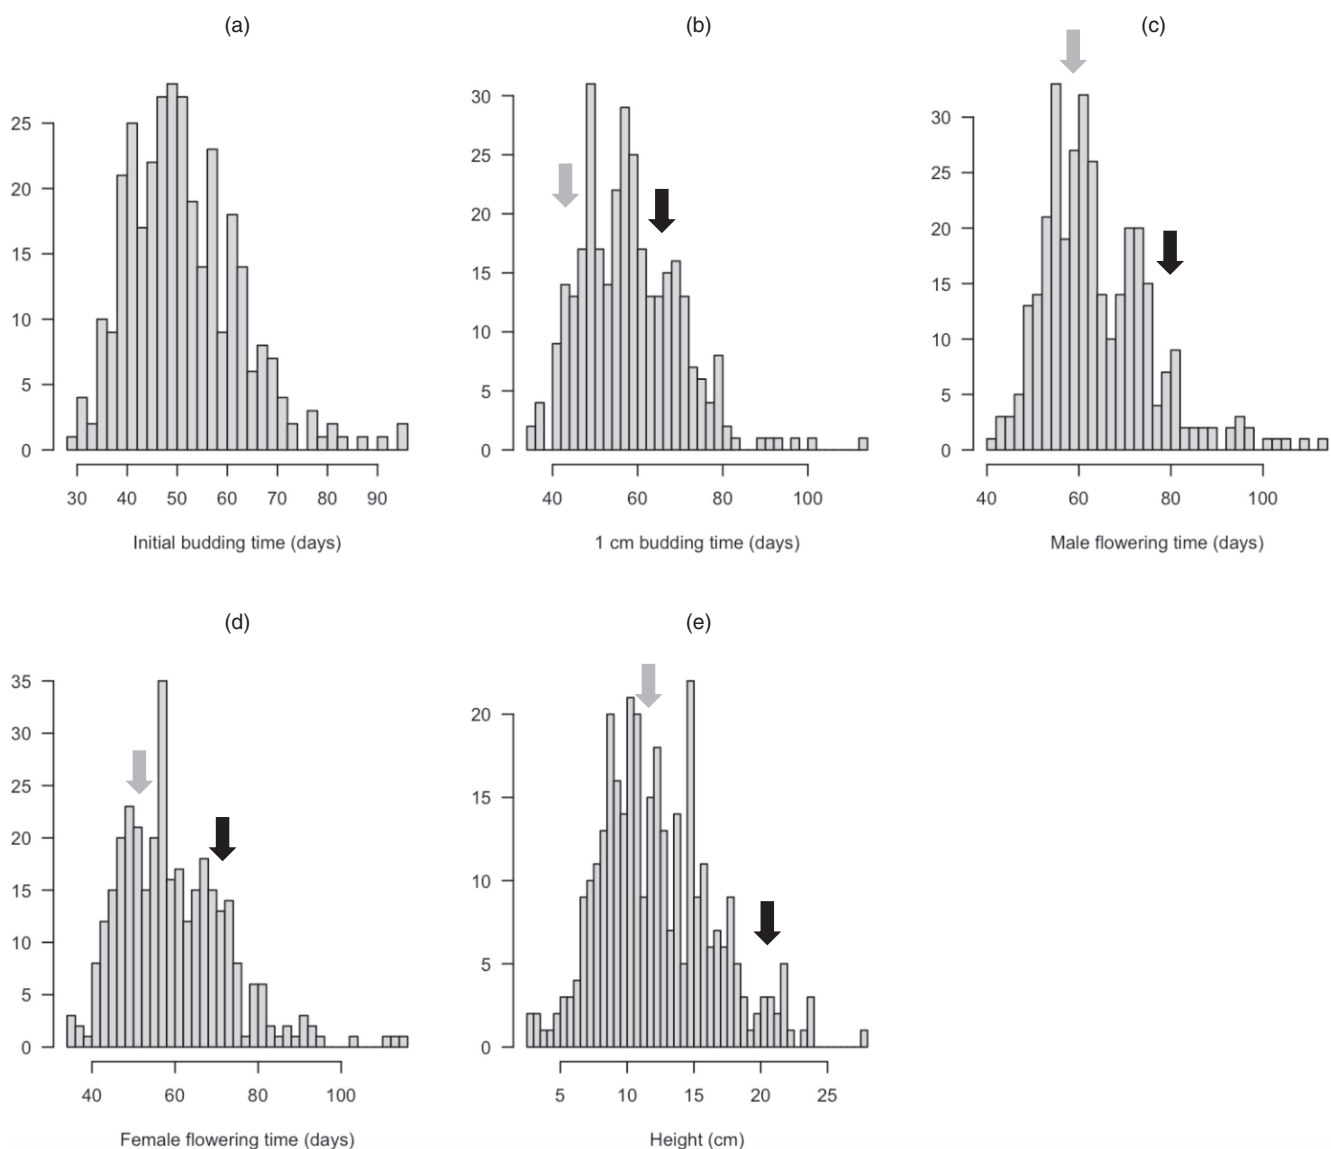 (a)
(b)
(c)
25
20
15
10
5
0
30 40 50 60 70 80 90
Initial budding time (days)
30
25
20
15
10
5
0
40 60 80 100
1 cm budding time (days)
30
25
20
15
10
5
0
40 60 80 100
Male flowering time (days)
(d)
(e)
35
30
25
20
15
10
5
0
40 60 80 100
Female flowering time (days)
20
15
10
5
0
5 10 15 20 25
Height (cm)